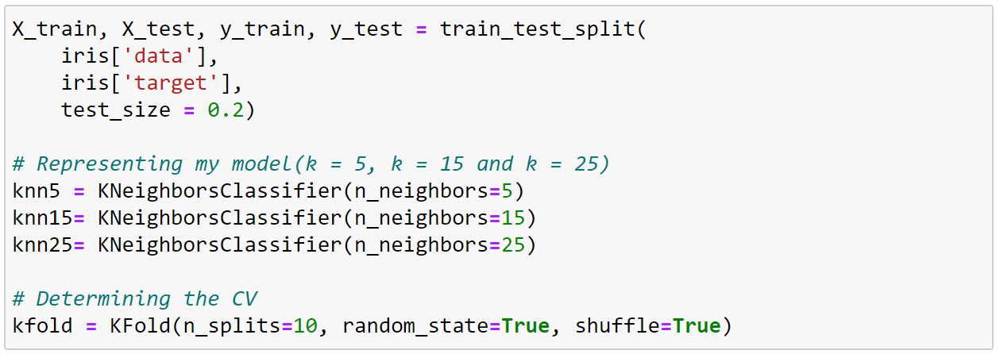 X_train, X_test, y_train, y_test = train_test_split(
    iris['data'],
    iris['target'],
    test_size = 0.2)
# Representing my model(k = 5, k = 15 and k = 25)
knn5 = KNeighborsClassifier(n_neighbors=5)
knn15= KNeighborsClassifier(n_neighbors=15)
knn25= KNeighborsClassifier(n_neighbors=25)
# Determining the CV
kfold = KFold(n_splits=10, random_state=True, shuffle=True)